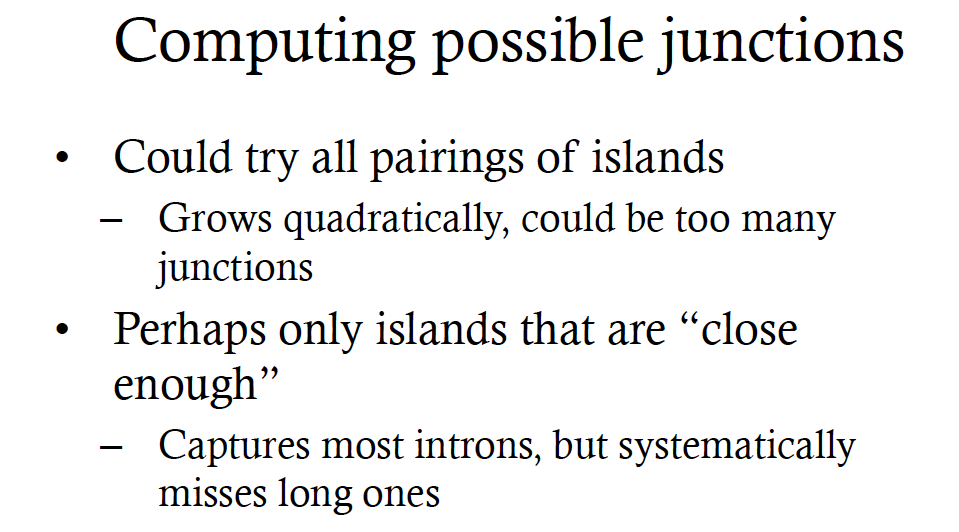 Computing possible junctions
• Could try all pairings of islands
– Grows quadratically, could be too many
junctions
• Perhaps only islands that are “close
enough”
– Captures most introns, but systematically
misses long ones